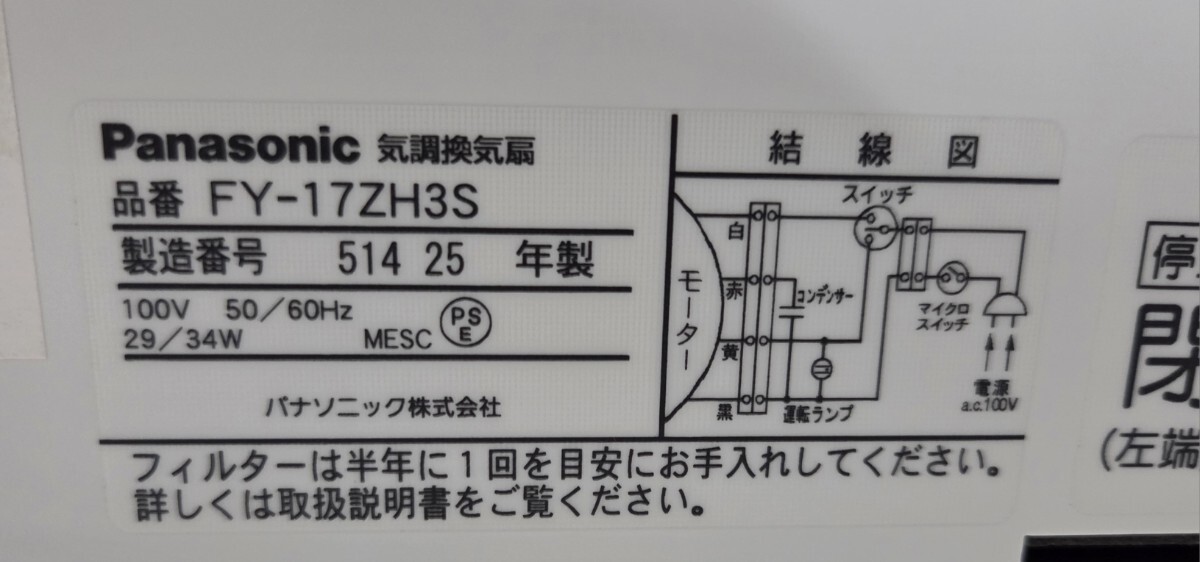 Panasonic 気調換気扇
品番 FY-17ZH3S
製造番号 514 25 年製
100V 50/60Hz
29/34W MESC PSE
パナソニック株式会社
結線図
スイッチ
白
赤
黄
黒
モーター
コンデンサー
運転ランプ
マイクロ
スイッチ
電源
a.c.100V
フィルターは半年に1回を目安にお手入れしてください。
詳しくは取扱説明書をご覧ください。
停
閉
(左端